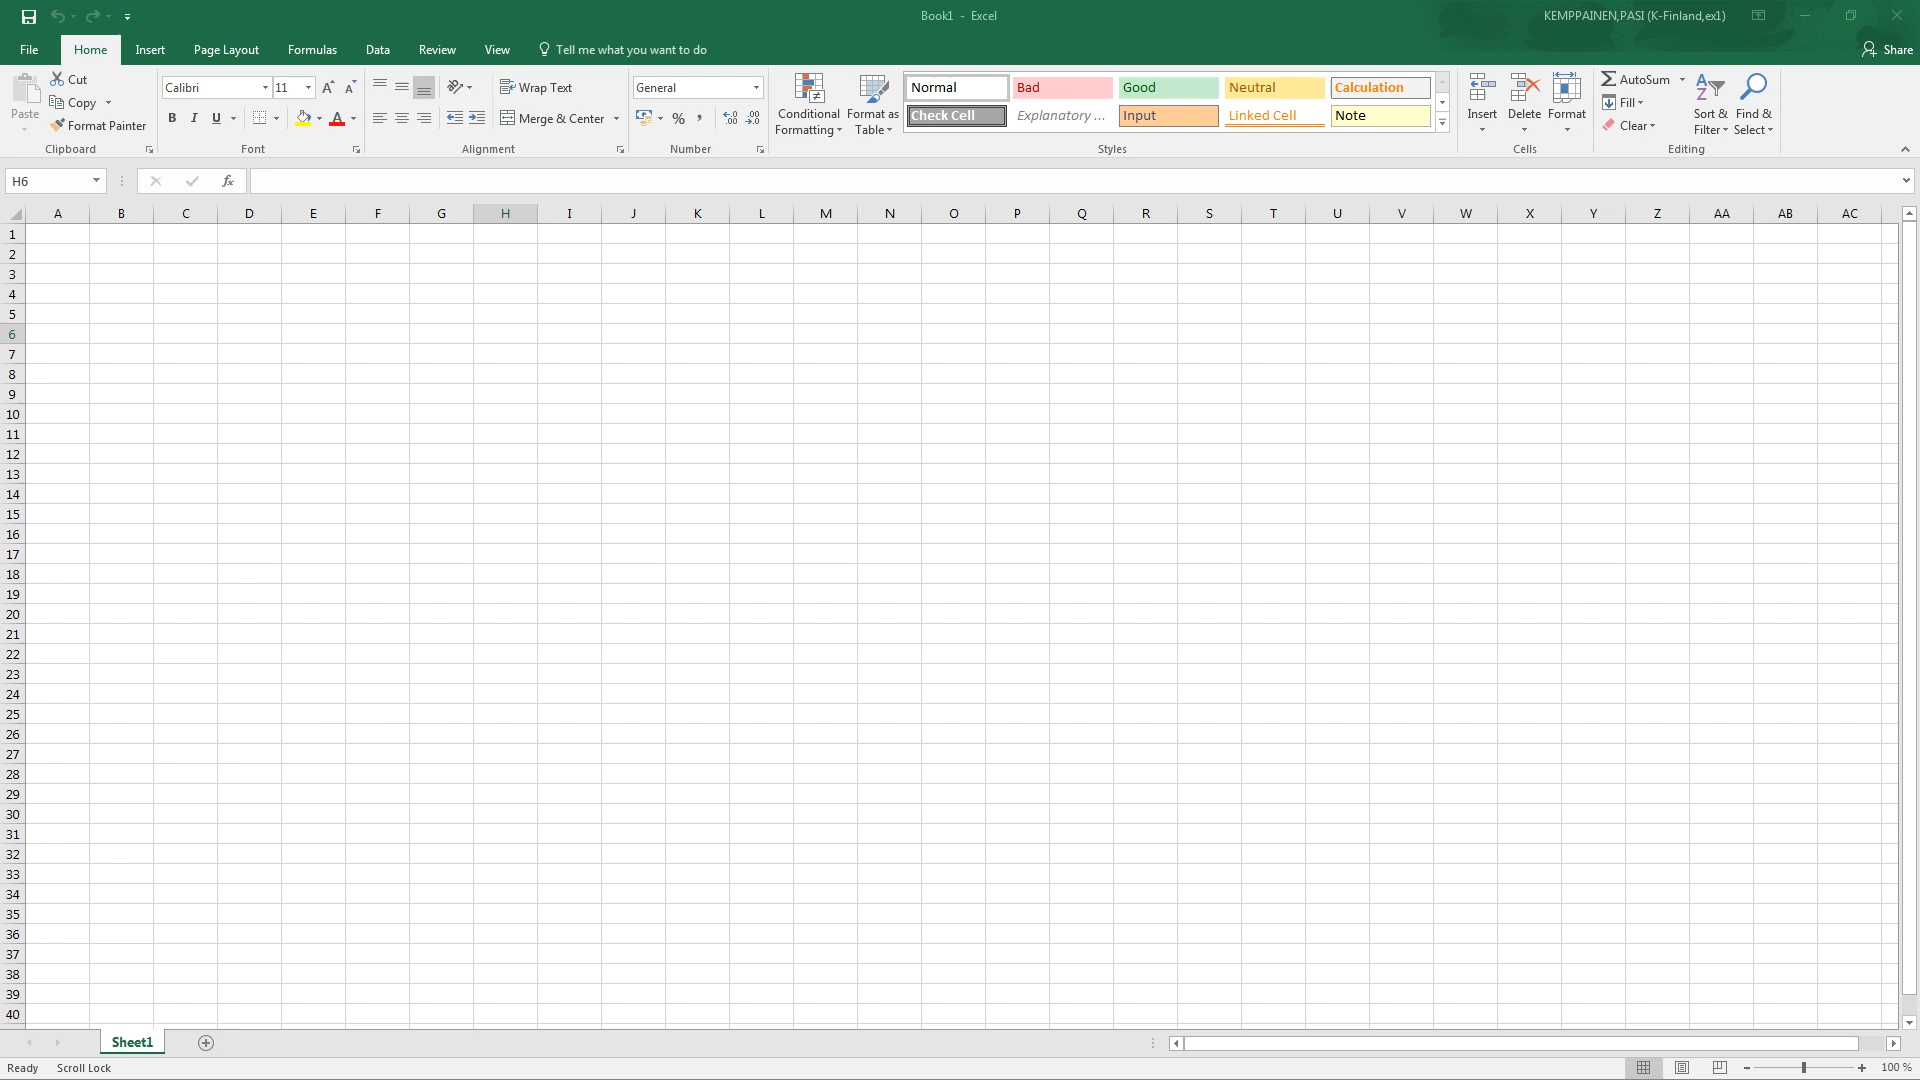 Book1 - Excel
KEMPPAINEN,PASI (K-Finland,ex1)
File Home Insert Page Layout Formulas Data Review View Tell me what you want to do Share
Paste
Cut
Copy
Format Painter
Clipboard
Calibri 11
B I U A
Font
Wrap Text
Merge & Center
Alignment
General
% ,
Number
Conditional Formatting
Format as Table
Normal Bad Good Neutral Calculation
Check Cell Explanatory ... Input Linked Cell Note
Styles
Insert Delete Format
Cells
AutoSum
Fill
Clear
Sort & Filter
Find & Select
Editing
H6 fx
A B C D E F G H I J K L M N O P Q R S T U V W X Y Z AA AB AC
1
2
3
4
5
6
7
8
9
10
11
12
13
14
15
16
17
18
19
20
21
22
23
24
25
26
27
28
29
30
31
32
33
34
35
36
37
38
39
40
Sheet1
Ready Scroll Lock 100 %